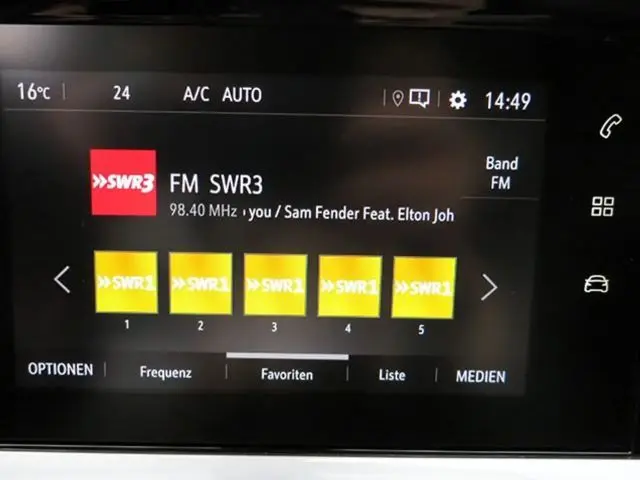 16°C 24 A/C AUTO 14:49
SWR3
FM SWR3
98.40 MHz you / Sam Fender Feat. Elton Joh
Band
FM
SWR1 SWR1 SWR1 SWR1 SWR1
1 2 3 4 5
OPTIONEN Frequenz Favoriten Liste MEDIEN